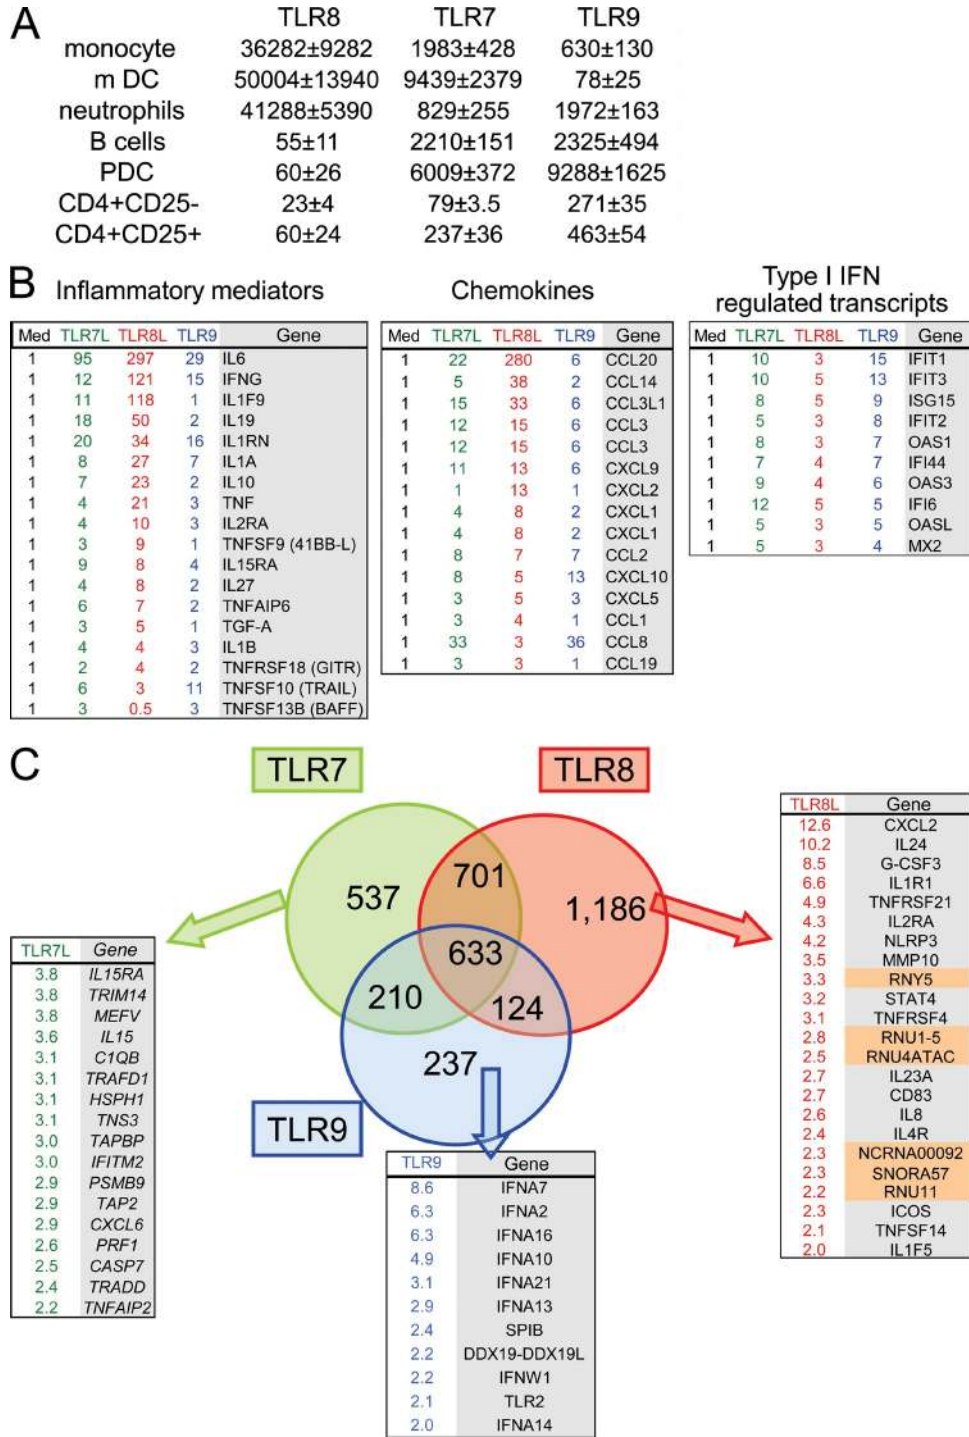 A
TLR8 TLR7 TLR9
monocyte 36282±9282 1983±428 630±130
m DC 50004±13940 9439±2379 78±25
neutrophils 41288±5390 829±255 1972±163
B cells 55±11 2210±151 2325±494
PDC 60±26 6009±372 9288±1625
CD4+CD25- 23±4 79±3.5 271±35
CD4+CD25+ 60±24 237±36 463±54
B
Inflammatory mediators
Med TLR7L TLR8L TLR9 Gene
1 95 297 29 IL6
1 12 121 15 IFNG
1 11 118 1 IL1F9
1 18 50 2 IL19
1 20 34 16 IL1RN
1 8 27 7 IL1A
1 7 23 2 IL10
1 4 21 3 TNF
1 4 10 3 IL2RA
1 3 9 1 TNFSF9 (41BB-L)
1 9 8 4 IL15RA
1 4 8 2 IL27
1 6 7 2 TNFAIP6
1 3 5 1 TGF-A
1 4 4 3 IL1B
1 2 4 2 TNFRSF18 (GITR)
1 6 3 11 TNFSF10 (TRAIL)
1 3 0.5 3 TNFSF13B (BAFF)
Chemokines
Med TLR7L TLR8L TLR9 Gene
1 22 280 6 CCL20
1 5 38 2 CCL14
1 15 33 6 CCL3L1
1 12 15 6 CCL3
1 12 15 6 CCL3
1 11 13 6 CXCL9
1 1 13 1 CXCL2
1 4 8 2 CXCL1
1 4 8 2 CXCL1
1 8 7 7 CCL2
1 8 5 13 CXCL10
1 3 5 3 CXCL5
1 3 4 1 CCL1
1 33 3 36 CCL8
1 3 3 1 CCL19
Type I IFN
regulated transcripts
Med TLR7L TLR8L TLR9 Gene
1 10 3 15 IFIT1
1 10 5 13 IFIT3
1 8 5 9 ISG15
1 5 3 8 IFIT2
1 8 3 7 OAS1
1 7 4 7 IFI44
1 9 4 6 OAS3
1 12 5 5 IFI6
1 5 3 5 OASL
1 5 3 4 MX2
C
TLR7
TLR8
537
701
1,186
633
210
124
237
TLR9
TLR7L Gene
3.8 IL15RA
3.8 TRIM14
3.8 MEFV
3.6 IL15
3.1 C1QB
3.1 TRAFD1
3.1 HSPH1
3.1 TNS3
3.0 TAPBP
3.0 IFITM2
2.9 PSMB9
2.9 TAP2
2.9 CXCL6
2.6 PRF1
2.5 CASP7
2.4 TRADD
2.2 TNFAIP2
TLR9 Gene
8.6 IFNA7
6.3 IFNA2
6.3 IFNA16
4.9 IFNA10
3.1 IFNA21
2.9 IFNA13
2.4 SPIB
2.2 DDX19-DDX19L
2.2 IFNW1
2.1 TLR2
2.0 IFNA14
TLR8L Gene
12.6 CXCL2
10.2 IL24
8.5 G-CSF3
6.6 IL1R1
4.9 TNFRSF21
4.3 IL2RA
4.2 NLRP3
3.5 MMP10
3.3 RNY5
3.2 STAT4
3.1 TNFRSF4
2.8 RNU1-5
2.5 RNU4ATAC
2.7 IL23A
2.7 CD83
2.6 IL8
2.4 IL4R
2.3 NCRNA00092
2.3 SNORA57
2.2 RNU11
2.3 ICOS
2.1 TNFSF14
2.0 IL1F5